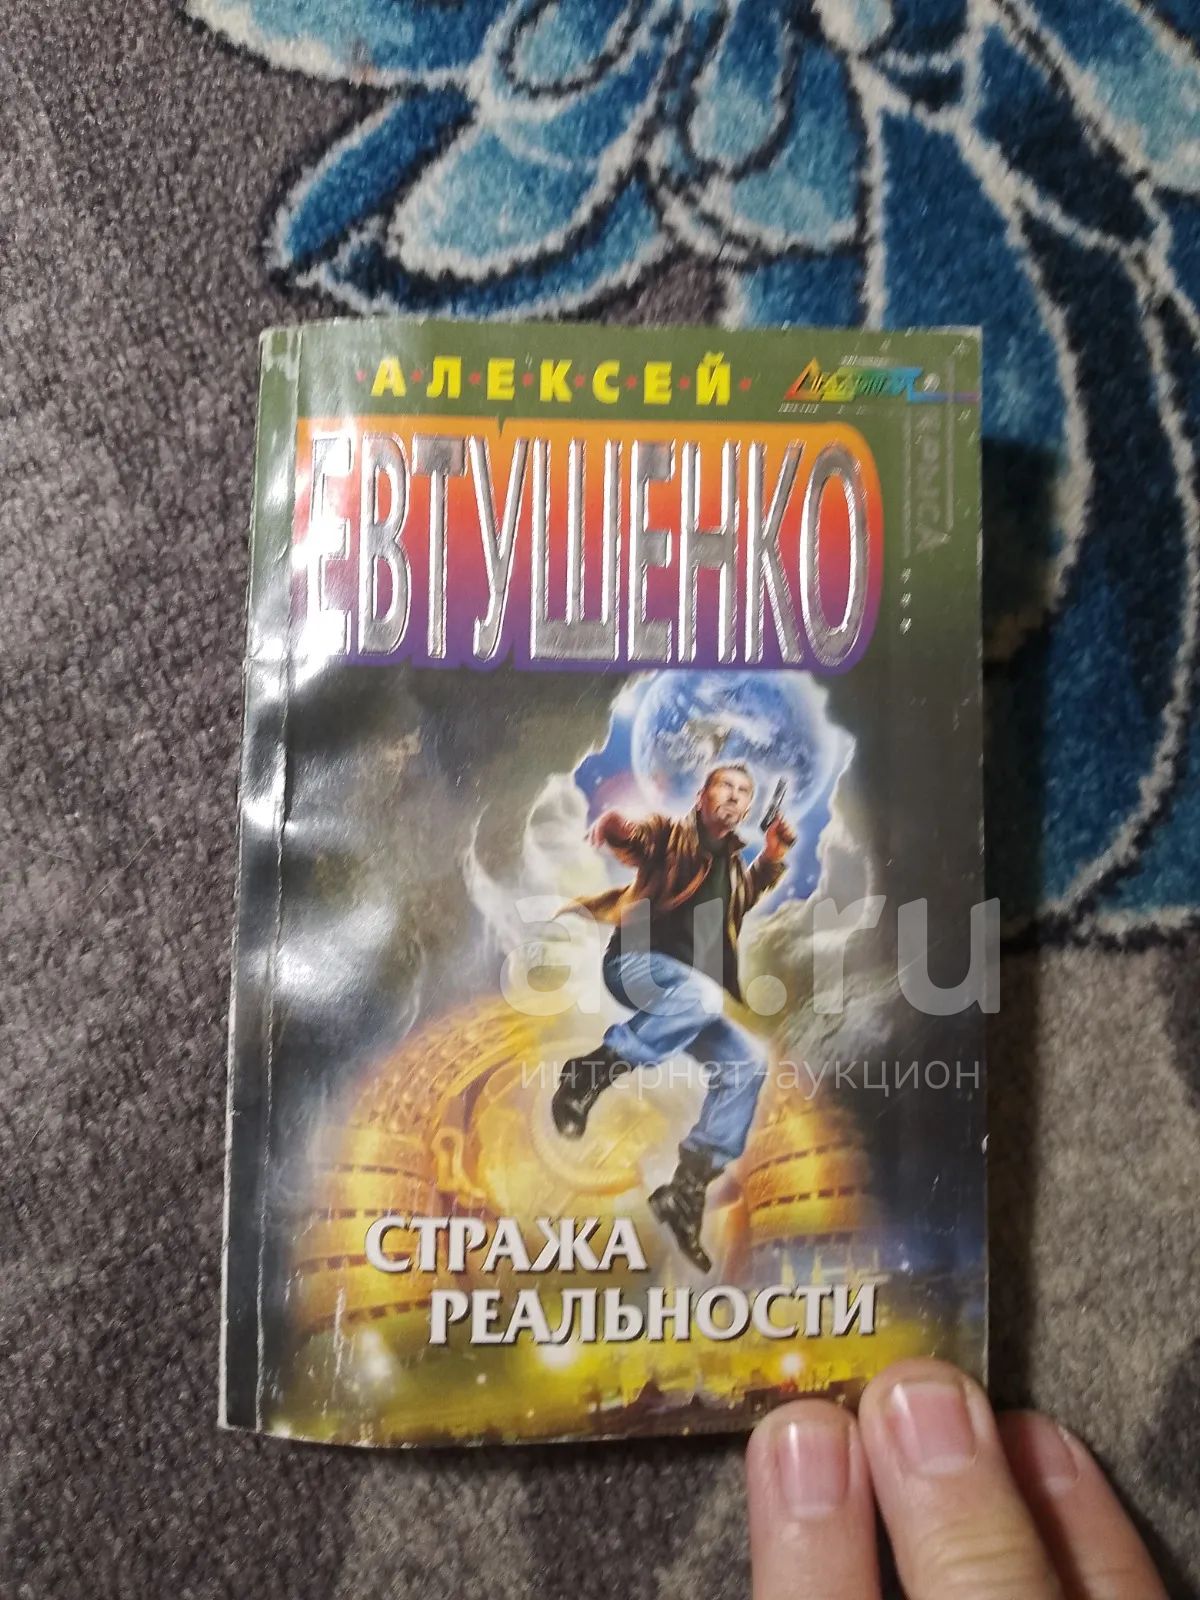 АЛЕКСЕЙ
ЕВТУШЕНКО
СТРАЖА
РЕАЛЬНОСТИ
au.ru
интернет-аукцион